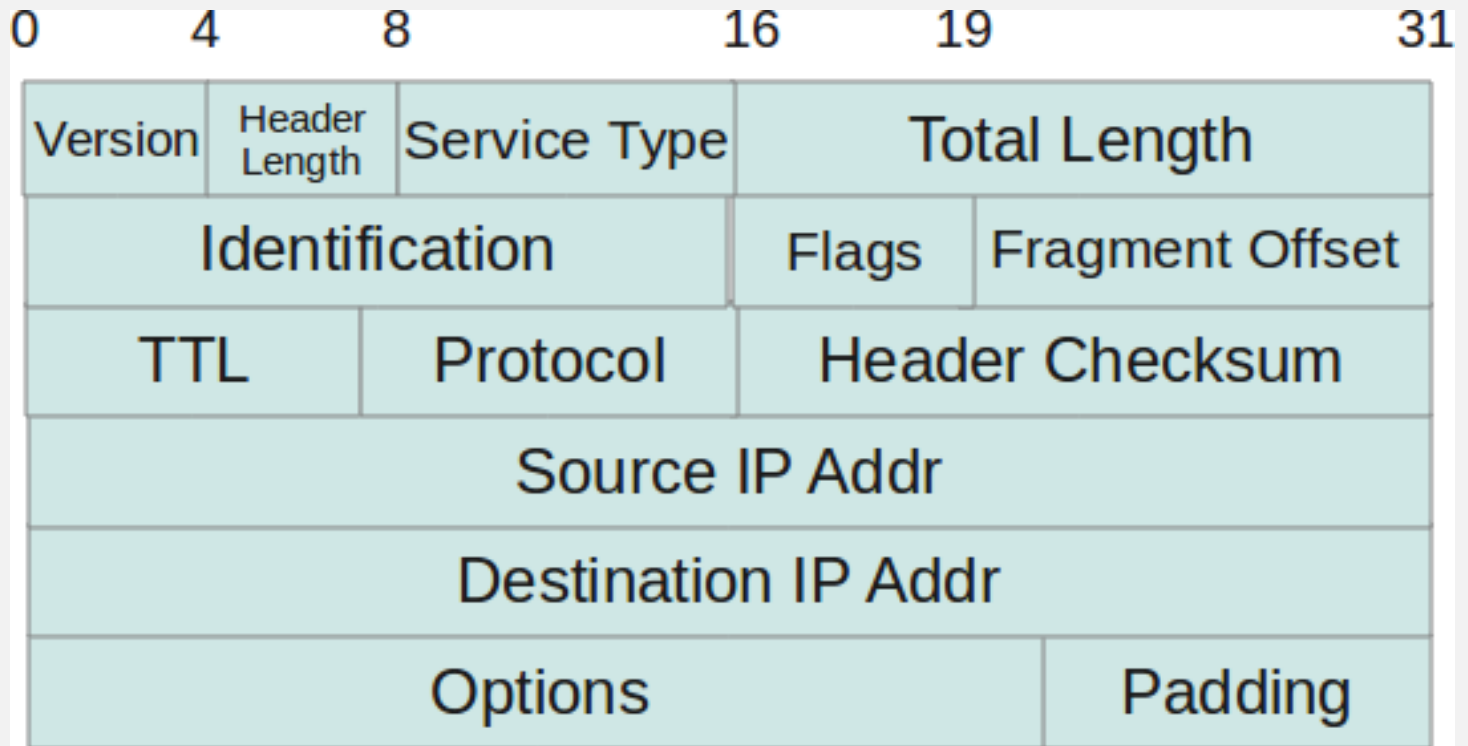 0 4 8 16 19 31
Version Header Length Service Type Total Length
Identification Flags Fragment Offset
TTL Protocol Header Checksum
Source IP Addr
Destination IP Addr
Options Padding